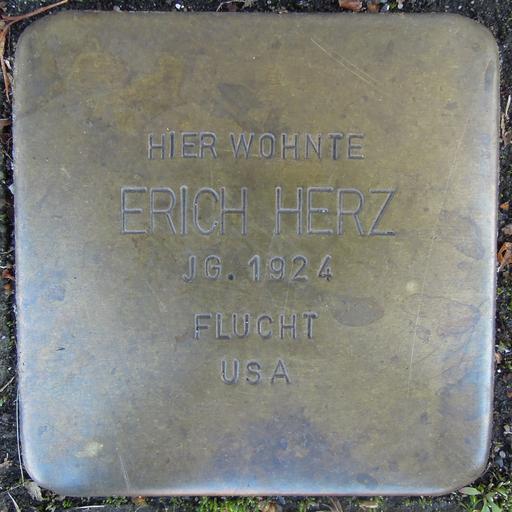 HIER WOHNTE
ERICH HERZ
JG. 1924
FLUCHT
USA